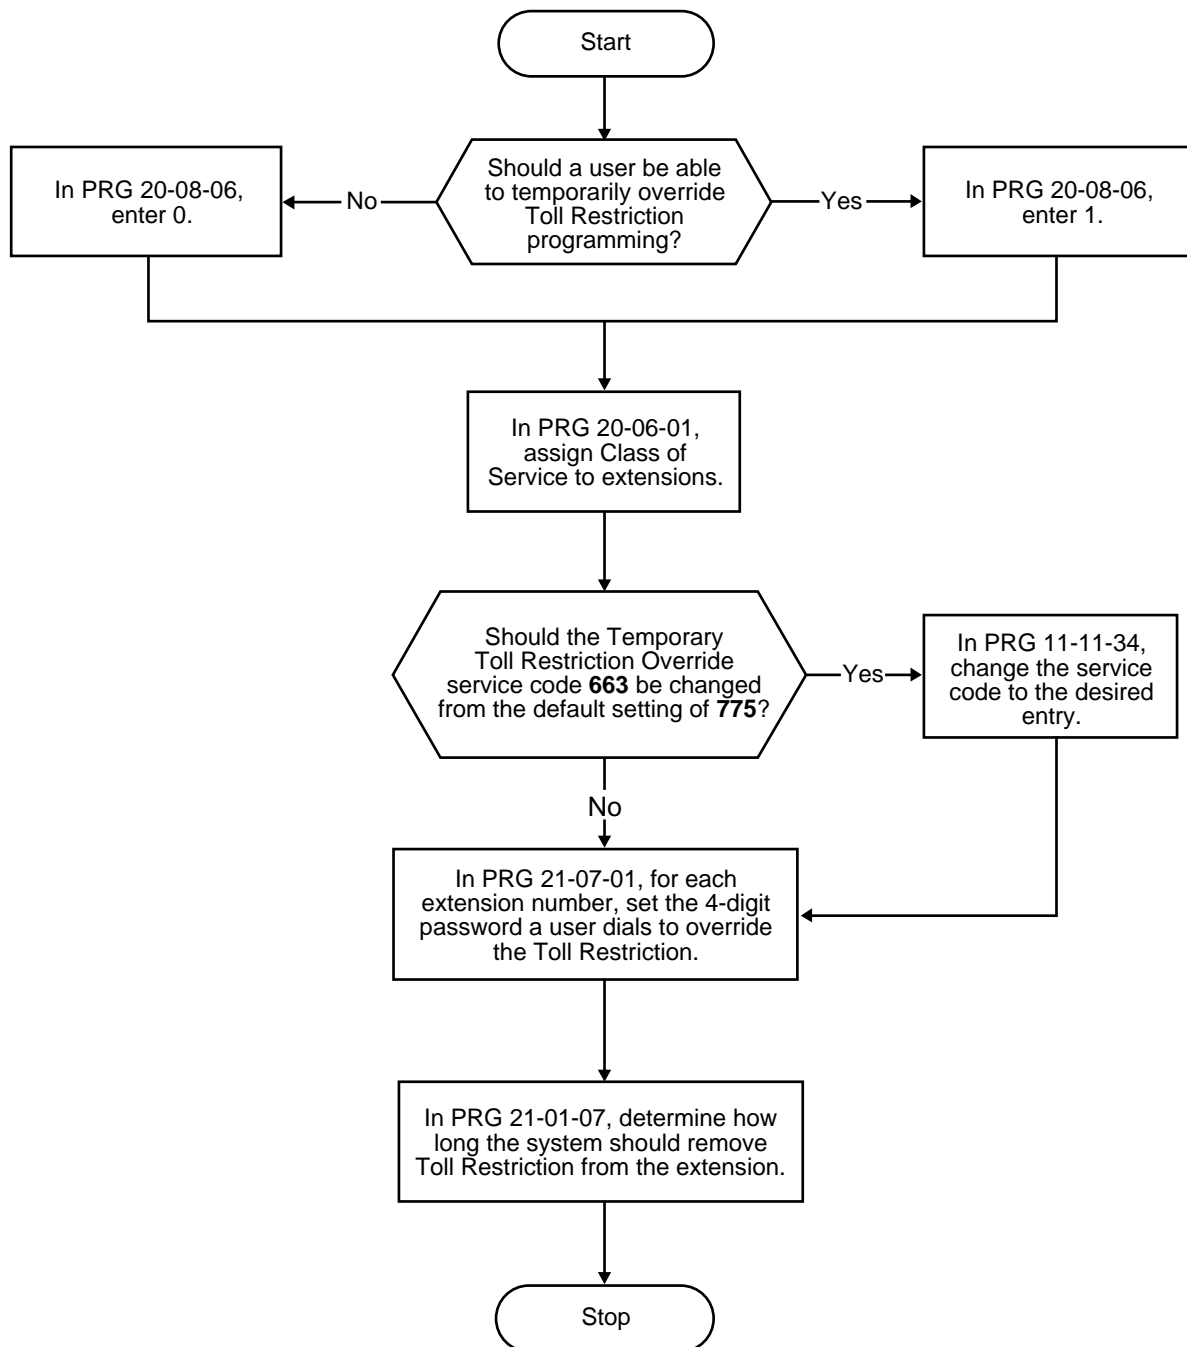 Start
Should a user be able
to temporarily override
Toll Restriction
programming?
No
In PRG 20-08-06,
enter 0.
Yes
In PRG 20-08-06,
enter 1.
In PRG 20-06-01,
assign Class of
Service to extensions.
Should the Temporary
Toll Restriction Override
service code 663 be changed
from the default setting of 775?
Yes
In PRG 11-11-34,
change the service
code to the desired
entry.
No
In PRG 21-07-01, for each
extension number, set the 4-digit
password a user dials to override
the Toll Restriction.
In PRG 21-01-07, determine how
long the system should remove
Toll Restriction from the extension.
Stop